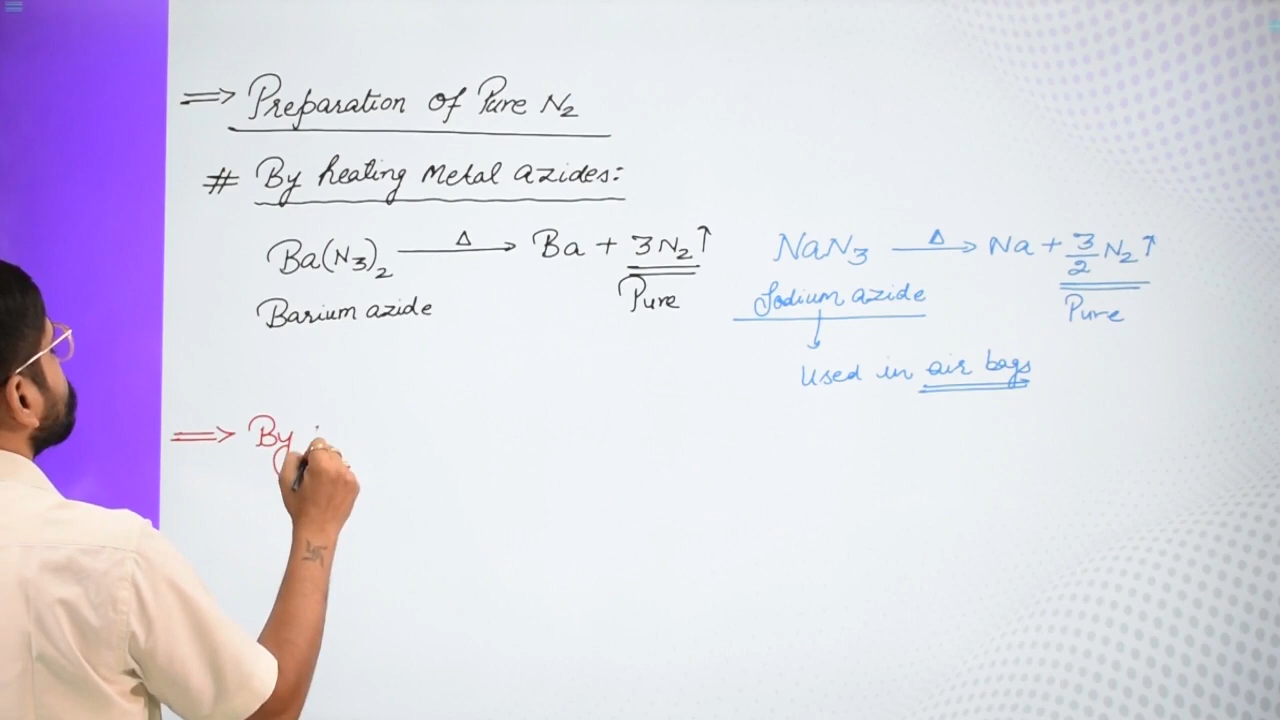 ⇒ Preparation of Pure N₂
# By heating Metal azides:
Ba(N₃)₂ —Δ→ Ba + 3N₂↑
Pure
Barium azide
NaN₃ —Δ→ Na + 3/2 N₂↑
Sodium azide
Pure
Used in air bags
⇒ By